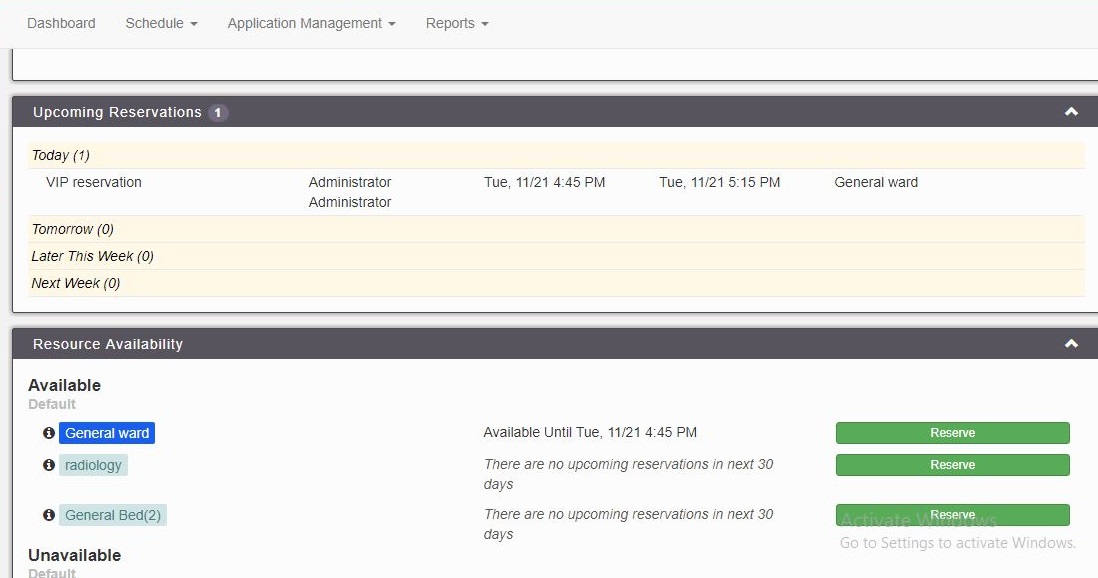 Dashboard Schedule Application Management Reports
Upcoming Reservations 1
Today (1)
VIP reservation Administrator Tue, 11/21 4:45 PM Tue, 11/21 5:15 PM General ward
Administrator
Tomorrow (0)
Later This Week (0)
Next Week (0)
Resource Availability
Available
Default
General ward Available Until Tue, 11/21 4:45 PM Reserve
radiology There are no upcoming reservations in next 30 Reserve
days
General Bed(2) There are no upcoming reservations in next 30 Reserve
days
Activate Windows
Go to Settings to activate Windows.
Unavailable
Default